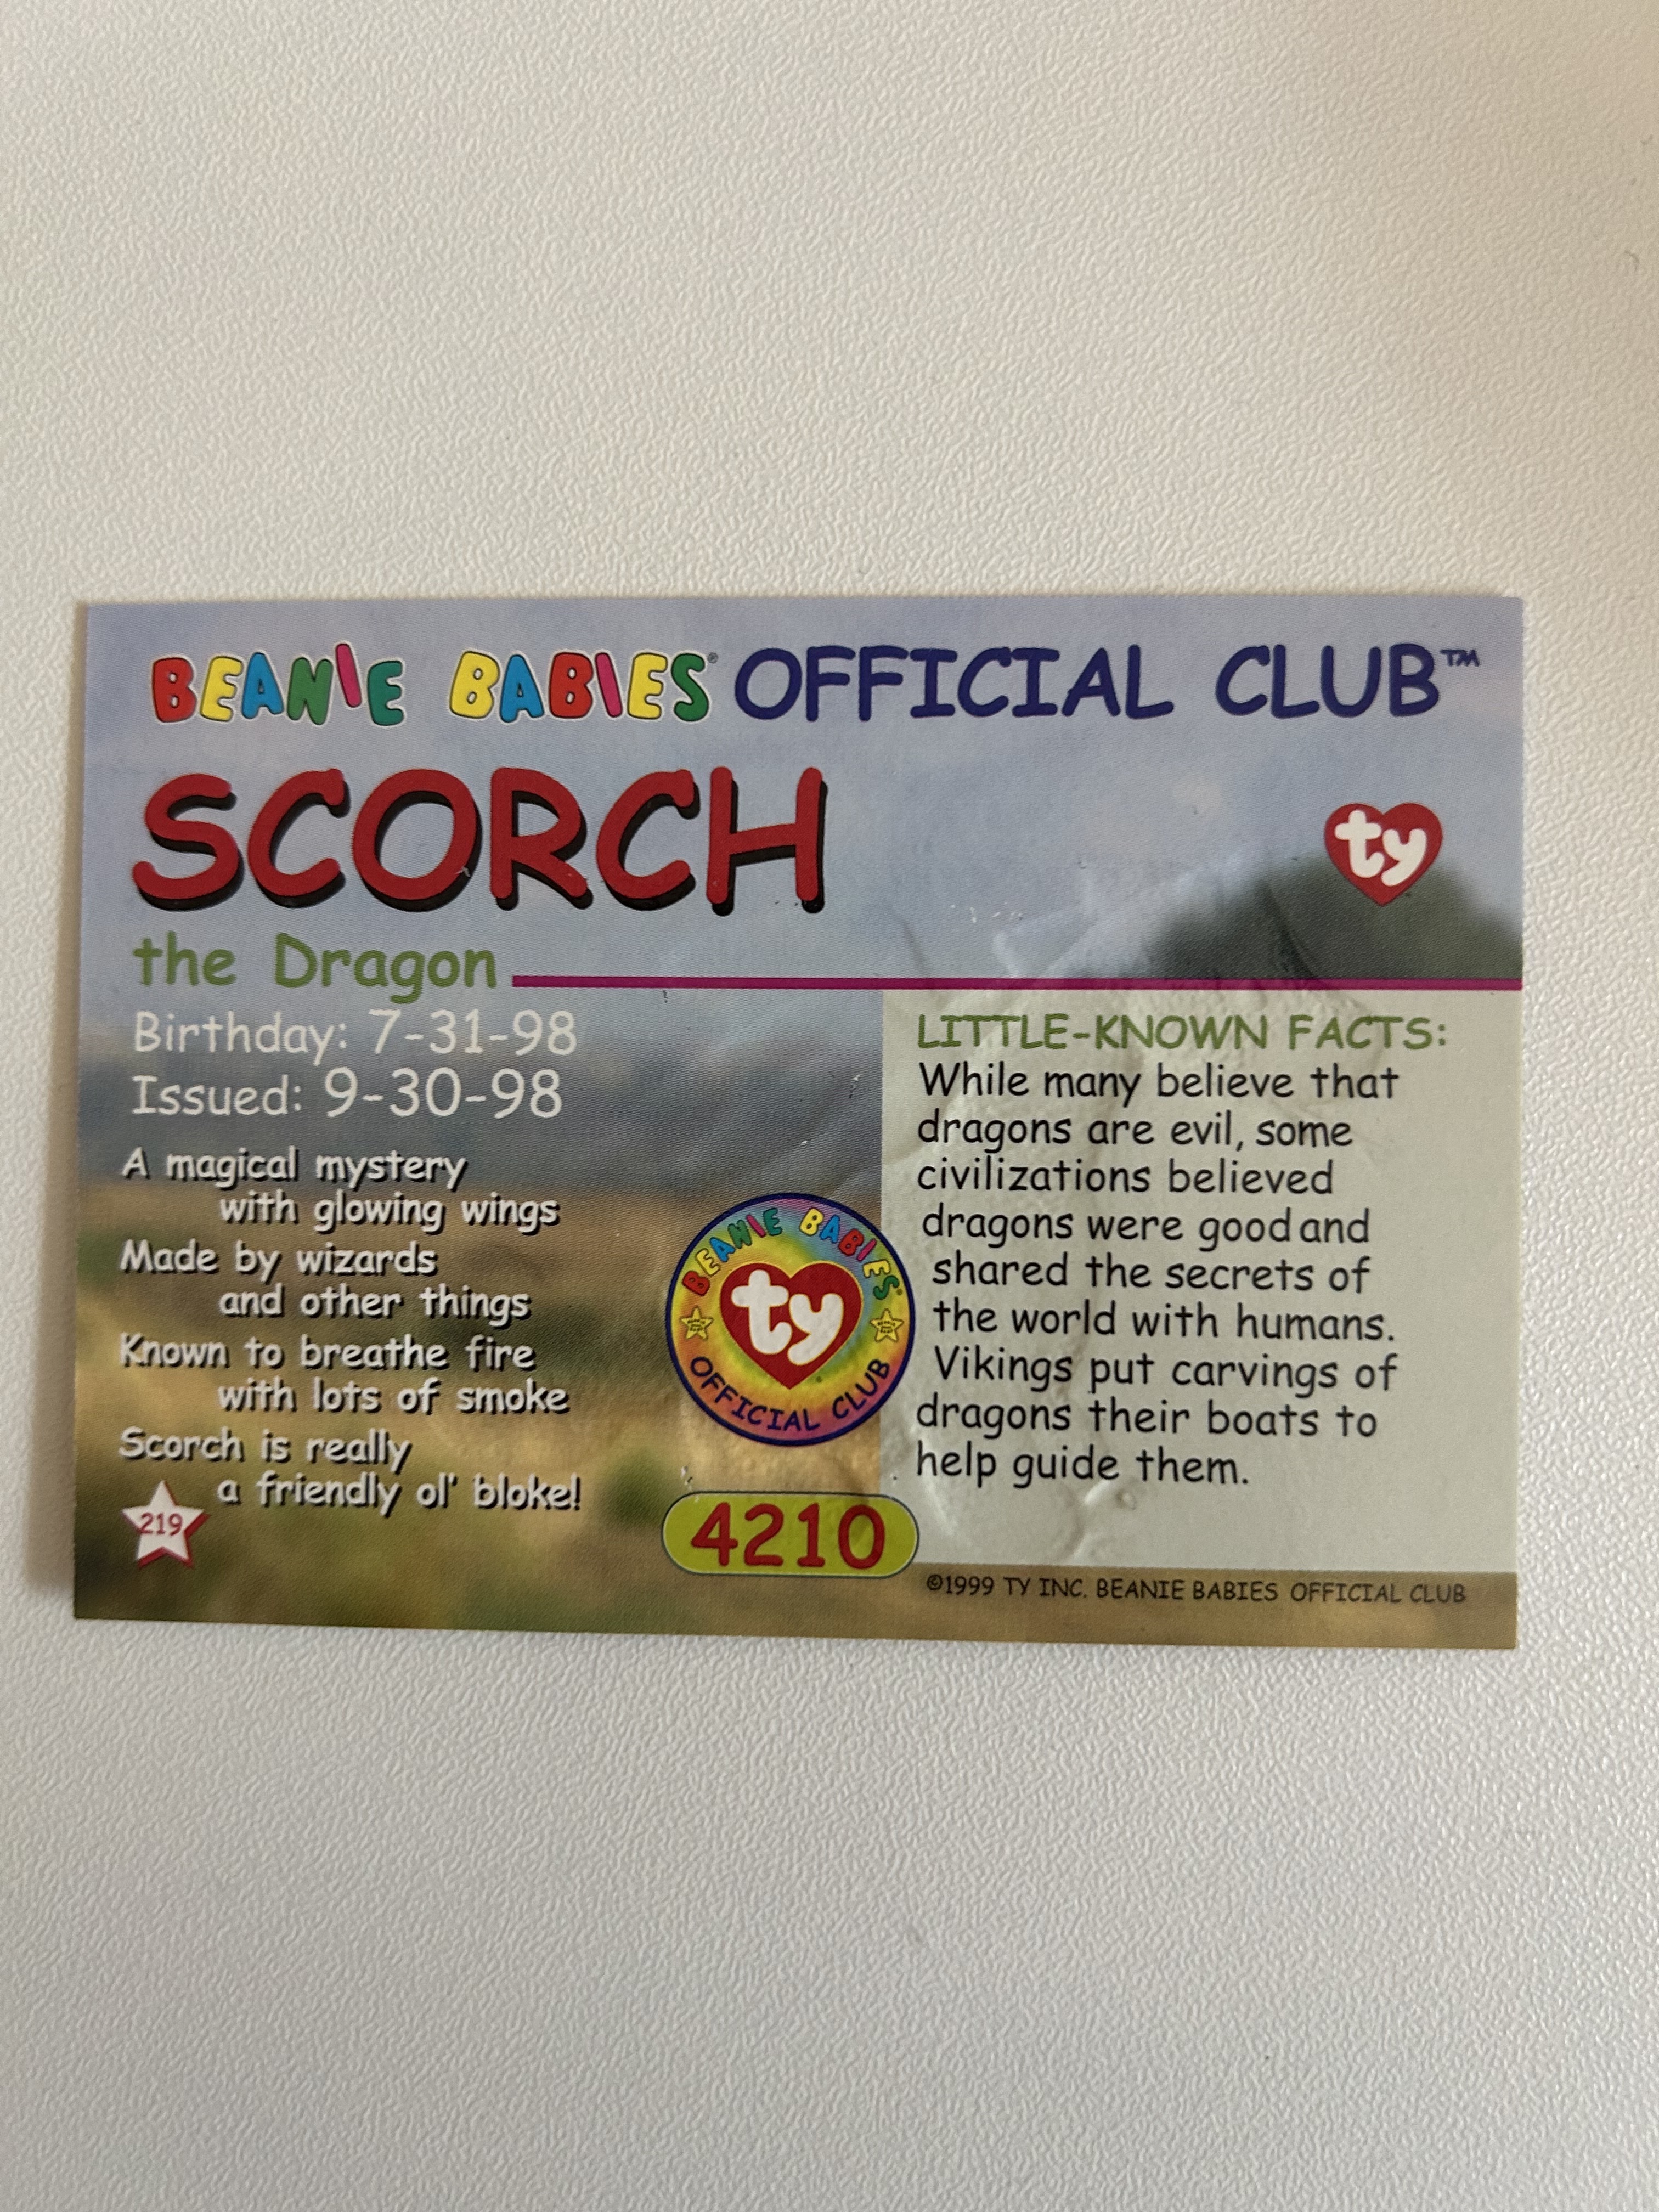 BEANIE BABIES® OFFICIAL CLUB™
SCORCH
ty
the Dragon
Birthday: 7-31-98
Issued: 9-30-98
A magical mystery
with glowing wings
Made by wizards
and other things
Known to breathe fire
with lots of smoke
Scorch is really
a friendly ol' bloke!
219
BEANIE BABIES®
ty
OFFICIAL CLUB
4210
LITTLE-KNOWN FACTS:
While many believe that
dragons are evil, some
civilizations believed
dragons were good and
shared the secrets of
the world with humans.
Vikings put carvings of
dragons their boats to
help guide them.
©1999 TY INC. BEANIE BABIES OFFICIAL CLUB